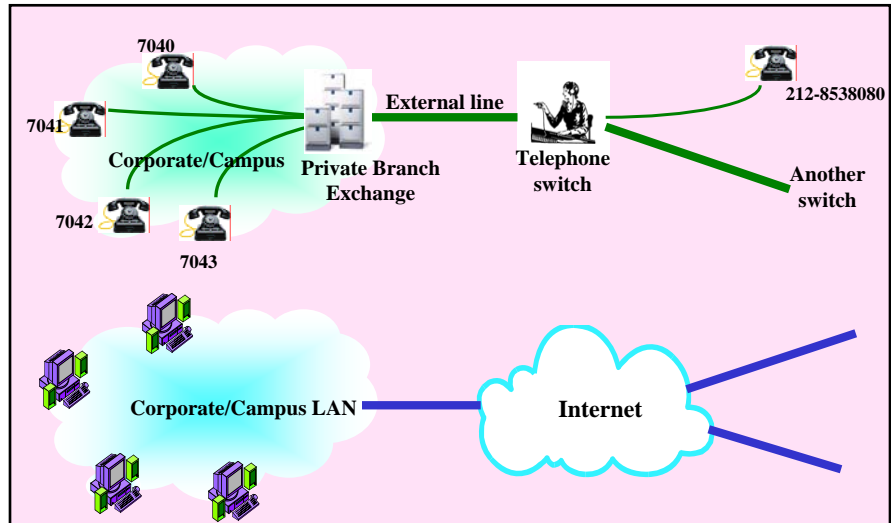 7040
7041
Corporate/Campus
7042
7043
Private Branch
Exchange
External line
Telephone
switch
212-8538080
Another
switch
Corporate/Campus LAN
Internet